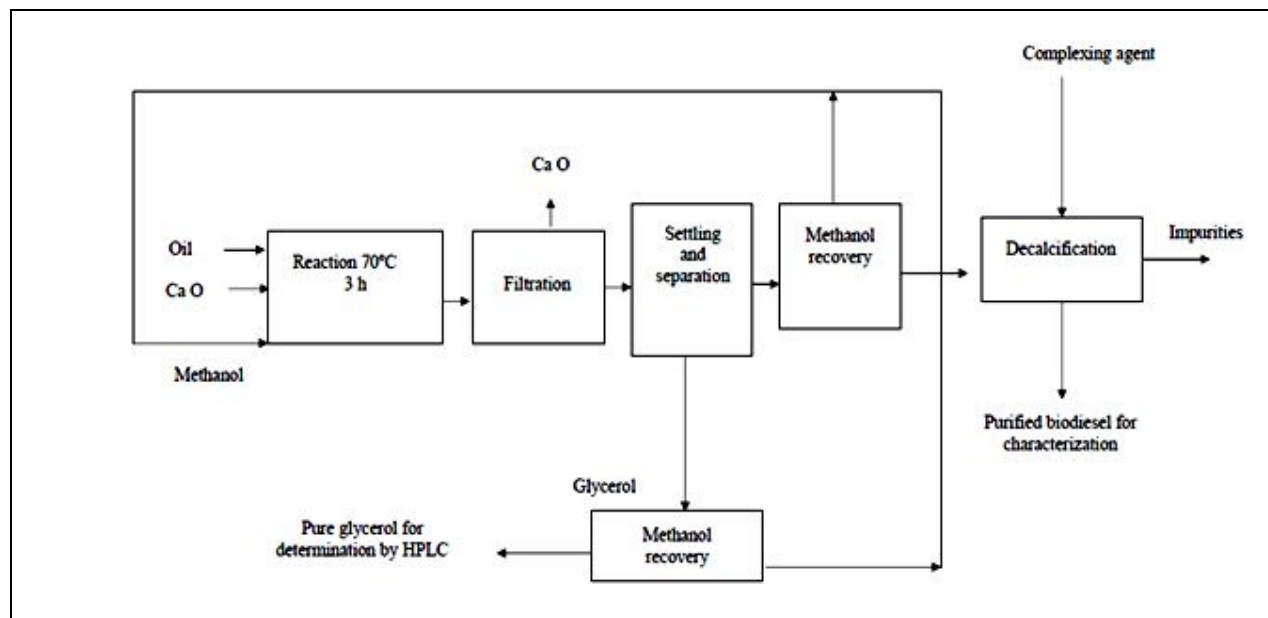 Complexing agent
Ca O
Oil
Ca O
Methanol
Reaction 70ºC
3 h
Filtration
Settling
and
separation
Methanol
recovery
Decalcification
Impurities
Purified biodiesel for
characterization
Glycerol
Methanol
recovery
Pure glycerol for
determination by HPLC